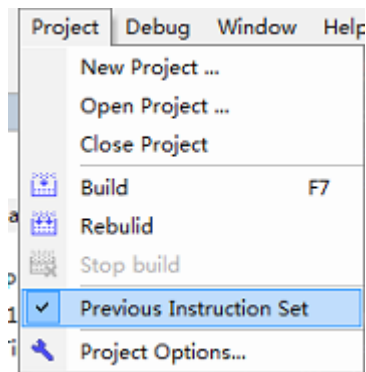 Project Debug Window Help
New Project ...
Open Project ...
Close Project
Build F7
Rebulid
Stop build
Previous Instruction Set
Project Options...